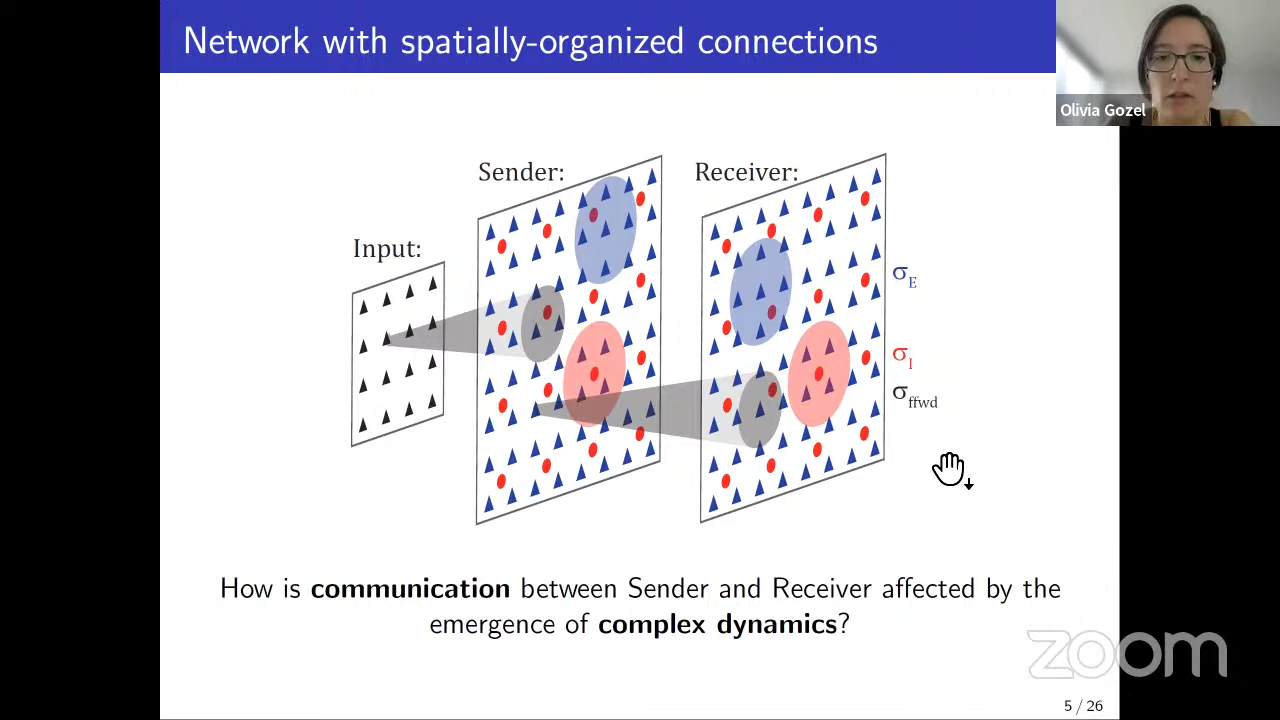 Network with spatially-organized connections
Olivia Gozel
Sender:
Receiver:
Input:
σE
σI
σffwd
How is communication between Sender and Receiver affected by the
emergence of complex dynamics?
zoom
5 / 26